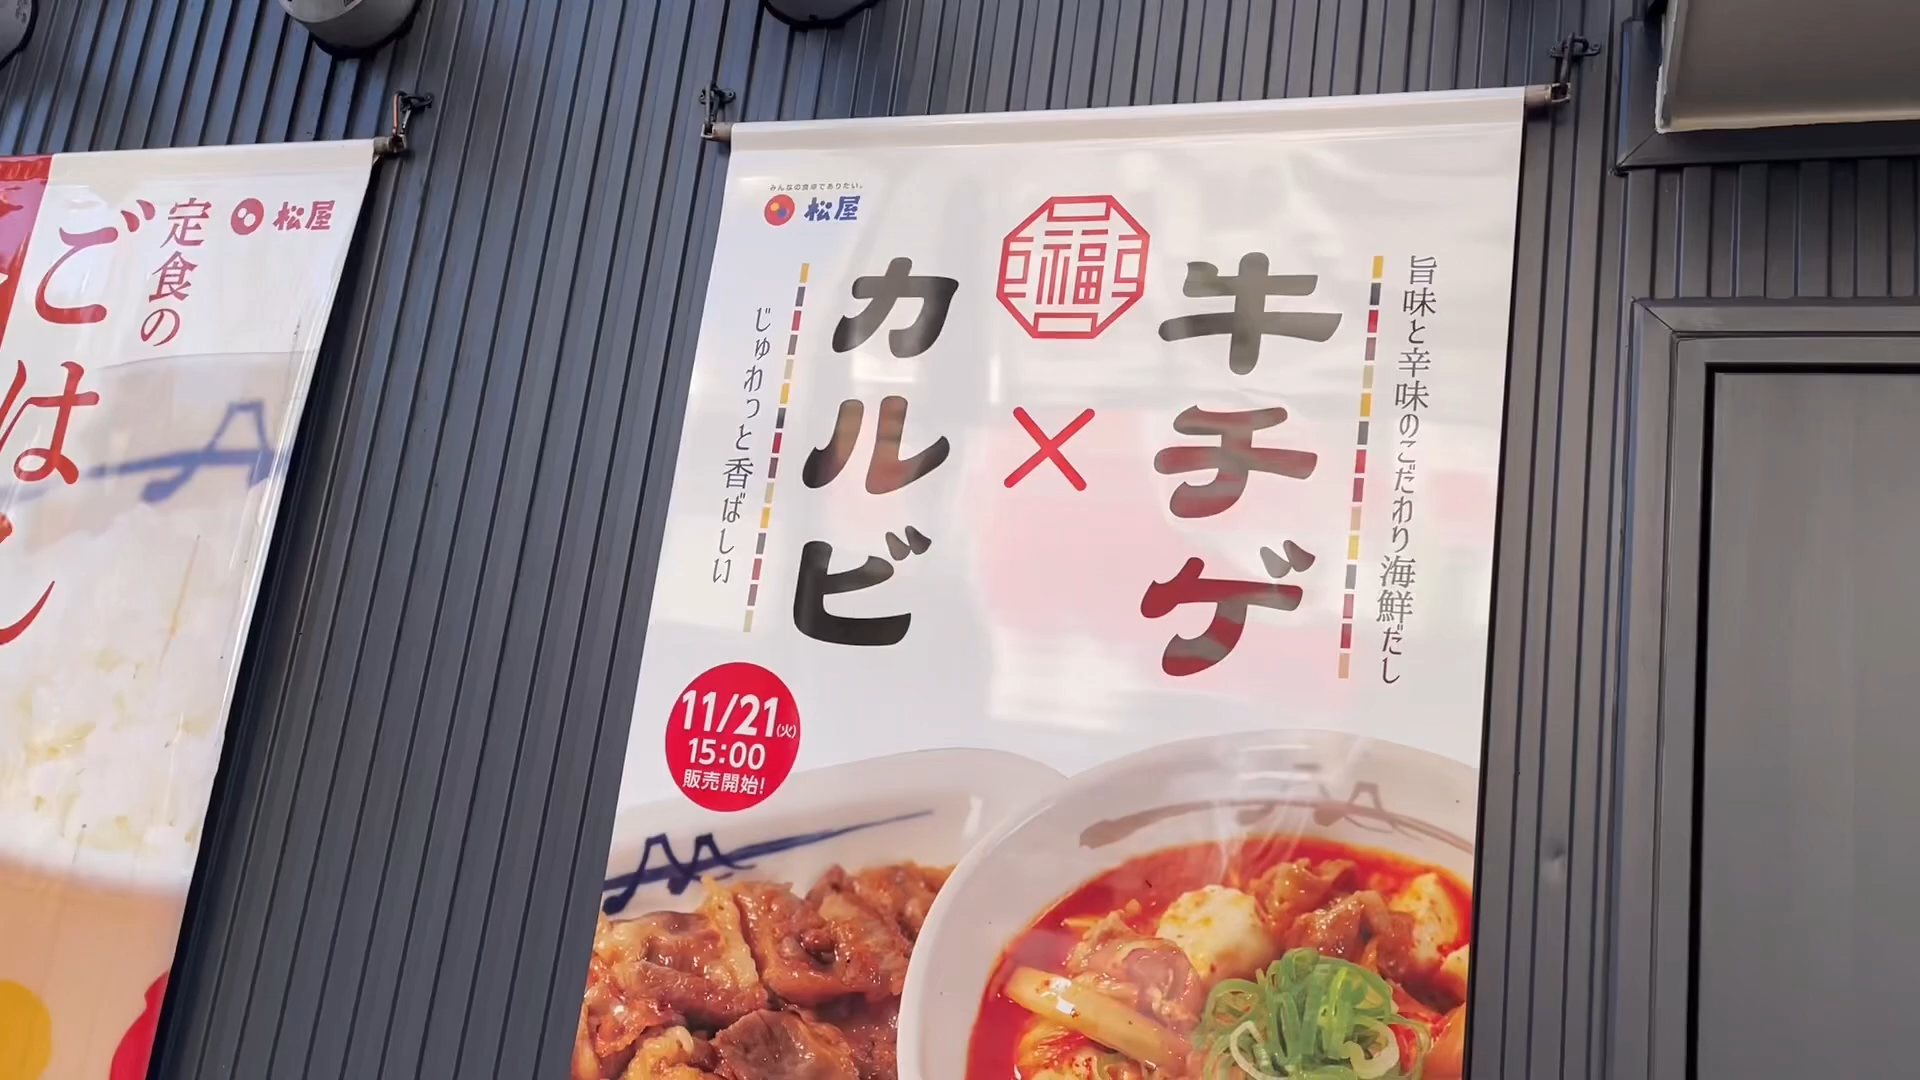 松屋
定食の
ごは
みんなの食卓でありたい。
松屋
旨味と辛味のこだわり海鮮だし
牛チゲ
福
×
カルビ
じゅわっと香ばしい
11/21(火)
15:00
販売開始!